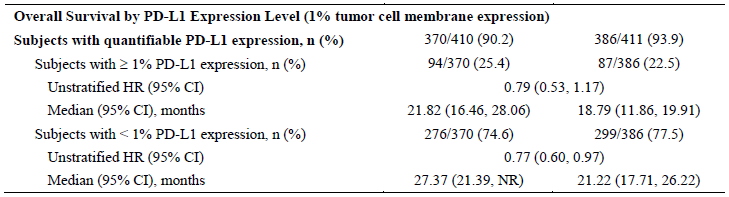 Overall Survival by PD-L1 Expression Level (1% tumor cell membrane expression)
Subjects with quantifiable PD-L1 expression, n (%) 370/410 (90.2) 386/411 (93.9)
Subjects with ≥ 1% PD-L1 expression, n (%) 94/370 (25.4) 87/386 (22.5)
Unstratified HR (95% CI) 0.79 (0.53, 1.17)
Median (95% CI), months 21.82 (16.46, 28.06) 18.79 (11.86, 19.91)
Subjects with < 1% PD-L1 expression, n (%) 276/370 (74.6) 299/386 (77.5)
Unstratified HR (95% CI) 0.77 (0.60, 0.97)
Median (95% CI), months 27.37 (21.39, NR) 21.22 (17.71, 26.22)